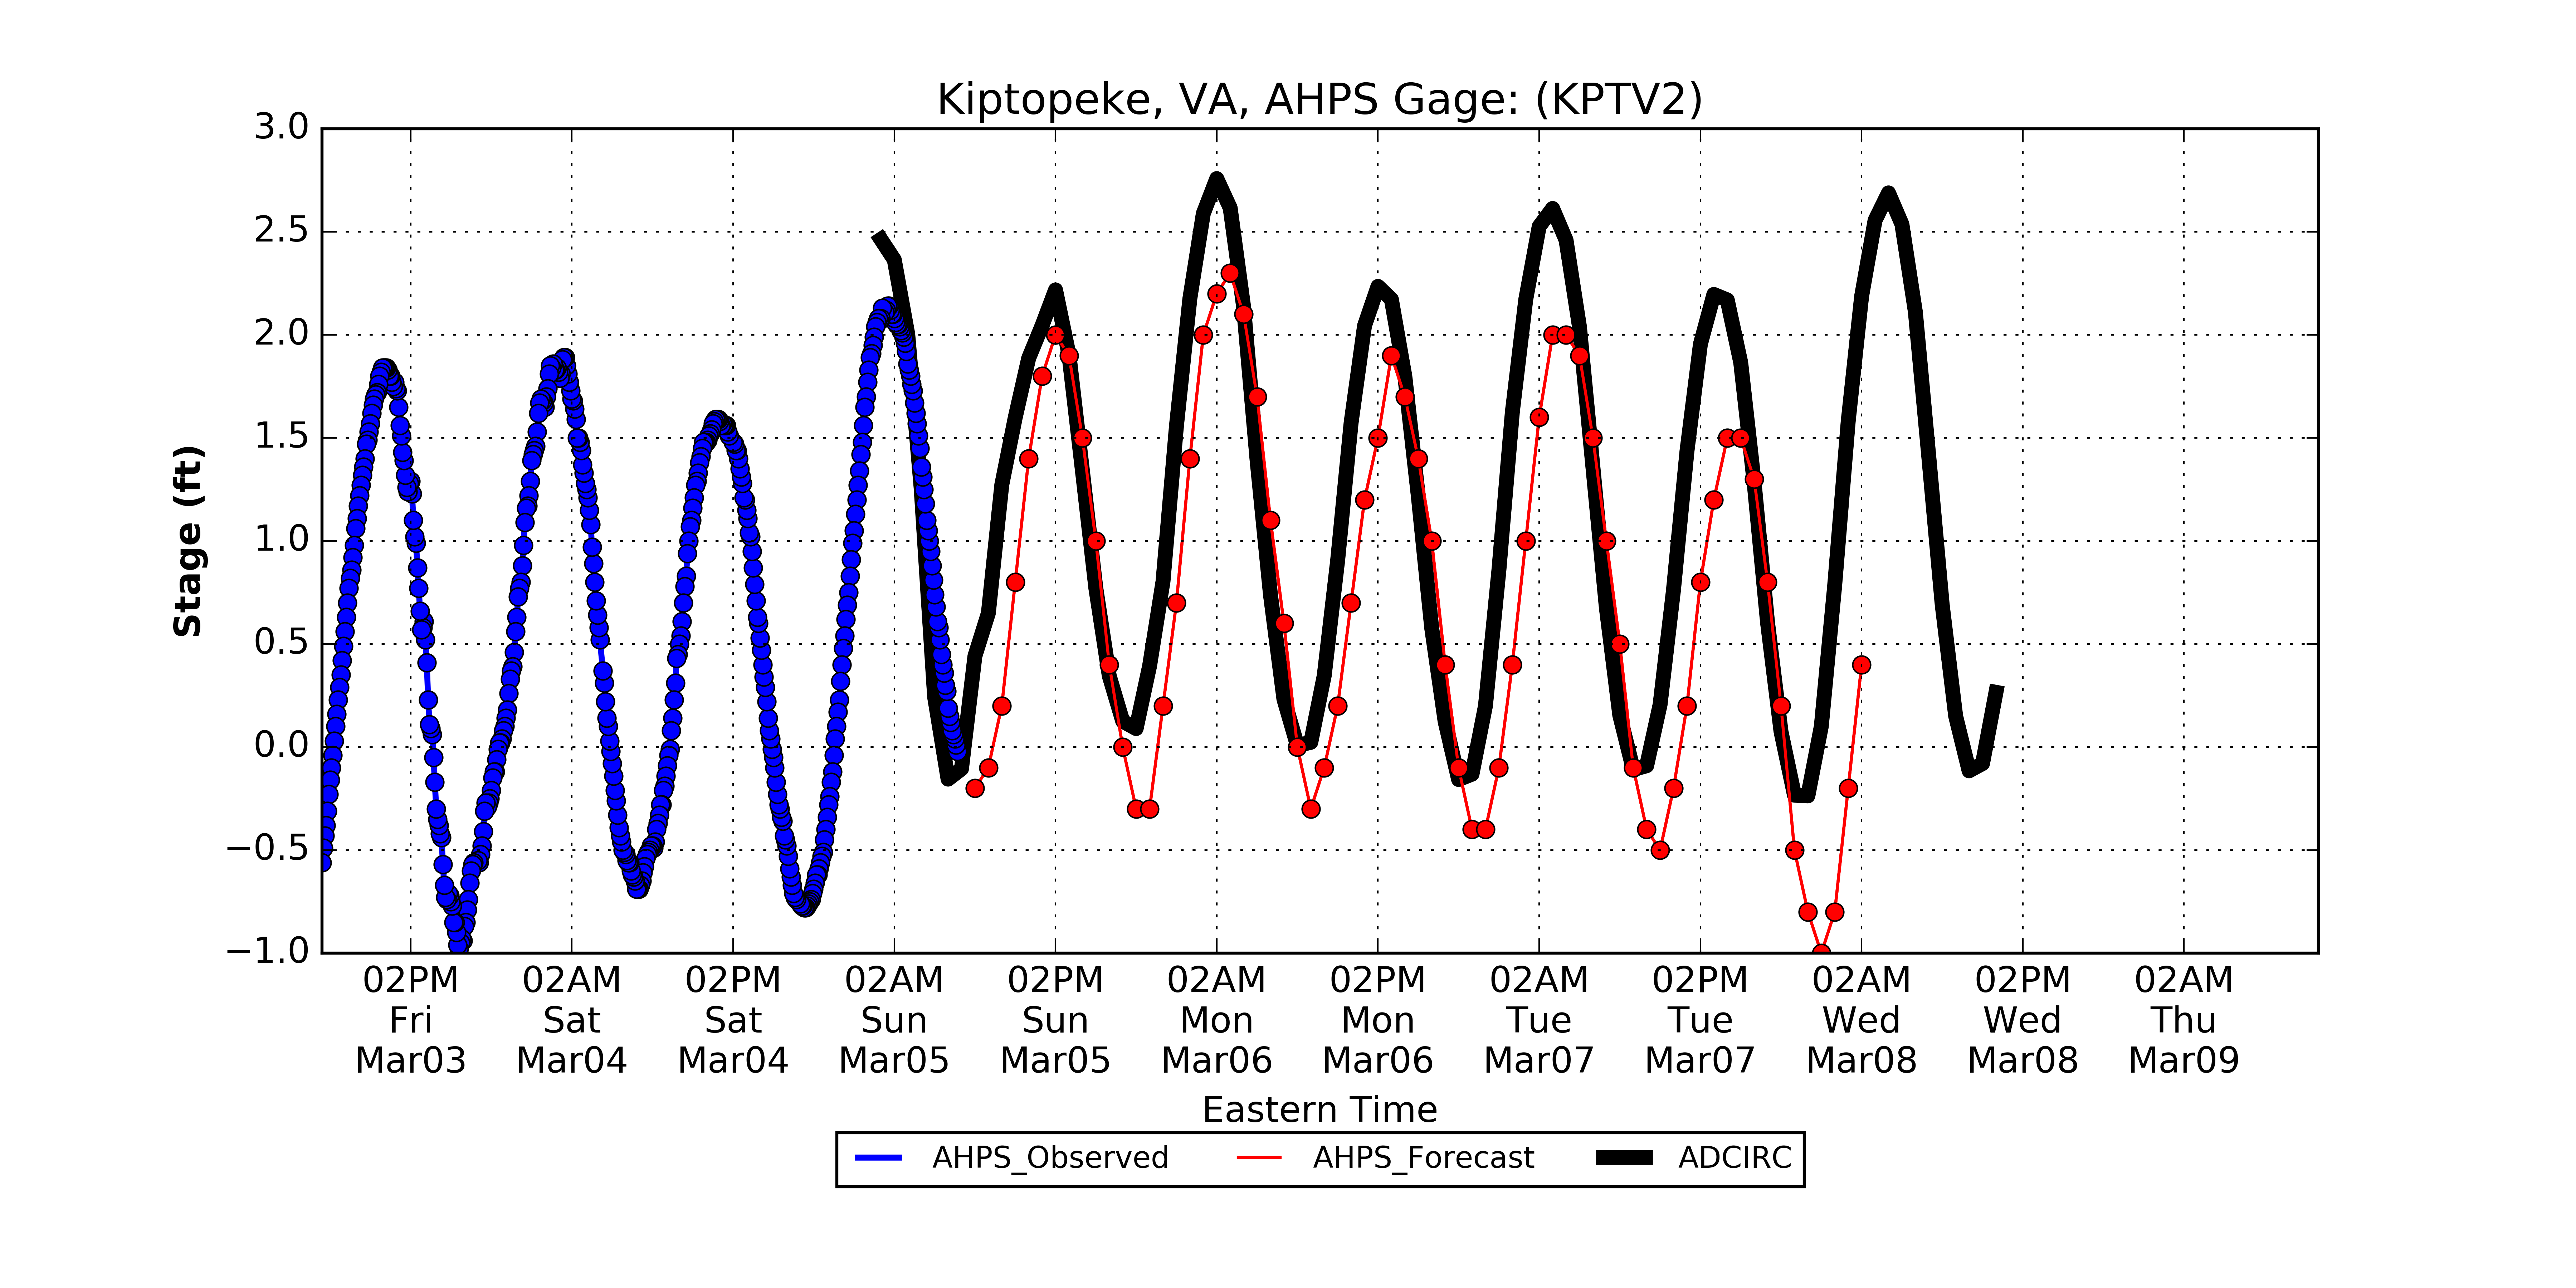 Kiptopeke, VA, AHPS Gage: (KPTV2)
3.0
2.5
2.0
1.5
1.0
0.5
0.0
−0.5
−1.0
Stage (ft)
02PM 02AM 02PM 02AM 02PM 02AM 02PM 02AM 02PM 02AM 02PM 02AM
Fri Sat Sat Sun Sun Mon Mon Tue Tue Wed Wed Thu
Mar03 Mar04 Mar04 Mar05 Mar05 Mar06 Mar06 Mar07 Mar07 Mar08 Mar08 Mar09
Eastern Time
AHPS_Observed AHPS_Forecast ADCIRC